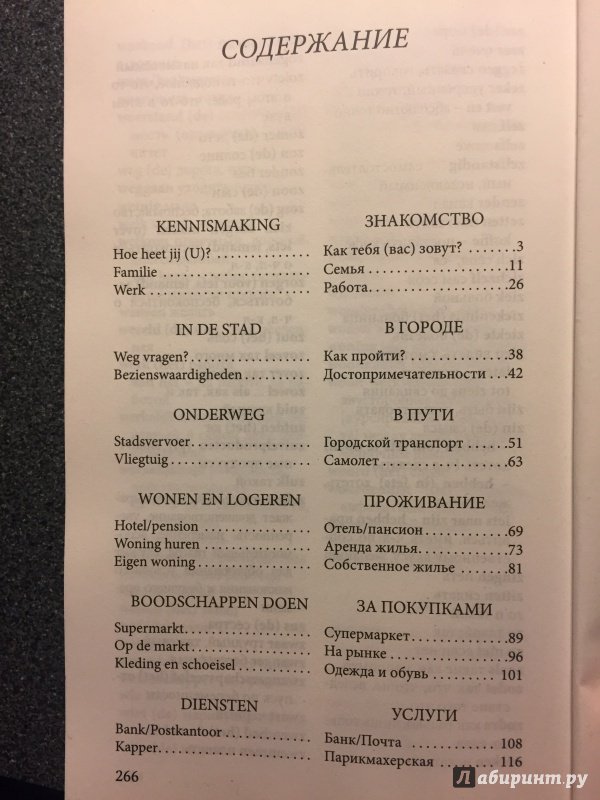 СОДЕРЖАНИЕ
KENNISMAKING ЗНАКОМСТВО
Hoe heet jij (U)? . . . . . . . . . . . . . . Как тебя (вас) зовут? . . . . . . .3
Familie . . . . . . . . . . . . . . . . . . . . . . Семья . . . . . . . . . . . . . . . . . . . .11
Werk . . . . . . . . . . . . . . . . . . . . . . . . Работа. . . . . . . . . . . . . . . . . . . .26
IN DE STAD В ГОРОДЕ
Weg vragen?. . . . . . . . . . . . . . . . . . Как пройти? . . . . . . . . . . . . . .38
Bezienswaardigheden. . . . . . . . . . Достопримечательности . . .42
ONDERWEG В ПУТИ
Stadsvervoer. . . . . . . . . . . . . . . . . . Городской транспорт . . . . . .51
Vliegtuig . . . . . . . . . . . . . . . . . . . . . Самолет. . . . . . . . . . . . . . . . . .63
WONEN EN LOGEREN ПРОЖИВАНИЕ
Hotel/pension . . . . . . . . . . . . . . . . Отель/пансион . . . . . . . . . . . .69
Woning huren . . . . . . . . . . . . . . . . Аренда жилья. . . . . . . . . . . . .73
Eigen woning . . . . . . . . . . . . . . . . . Собственное жилье . . . . . . . .81
BOODSCHAPPEN DOEN ЗА ПОКУПКАМИ
Supermarkt. . . . . . . . . . . . . . . . . . . Супермаркет. . . . . . . . . . . . . .89
Op de markt . . . . . . . . . . . . . . . . . . На рынке . . . . . . . . . . . . . . . . .96
Kleding en schoeisel . . . . . . . . . . . Одежда и обувь . . . . . . . . . . 101
DIENSTEN УСЛУГИ
Bank/Postkantoor . . . . . . . . . . . . . Банк/Почта . . . . . . . . . . . . . 108
Kapper. . . . . . . . . . . . . . . . . . . . . . . Парикмахерская . . . . . . . . . 116
266
Лабиринт.ру